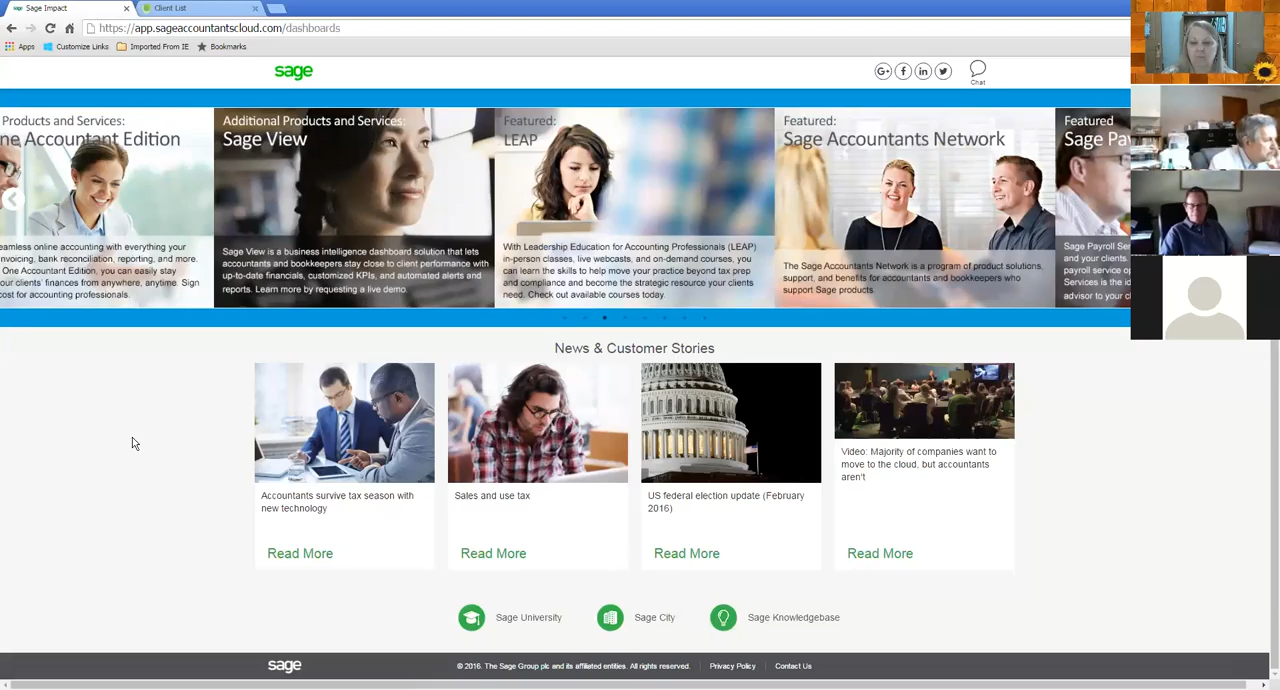 Sage Impact
Client List
https://app.sageaccountantscloud.com/dashboards
Apps
Customize Links
Imported From IE
Bookmarks
sage
G+
f
in
Chat
Products and Services:
ne Accountant Edition
eamless online accounting with everything your
nvoicing, bank reconciliation, reporting, and more.
One Accountant Edition, you can easily stay
our clients' finances from anywhere, anytime. Sign
cost for accounting professionals.
Additional Products and Services:
Sage View
Sage View is a business intelligence dashboard solution that lets
accountants and bookkeepers stay close to client performance with
up-to-date financials, customized KPIs, and automated alerts and
reports. Learn more by requesting a live demo.
Featured:
LEAP
With Leadership Education for Accounting Professionals (LEAP)
in-person classes, live webcasts, and on-demand courses, you
can learn the skills to help move your practice beyond tax prep
and compliance and become the strategic resource your clients
need. Check out available courses today.
Featured:
Sage Accountants Network
The Sage Accountants Network is a program of product solutions,
support, and benefits for accountants and bookkeepers who
support Sage products.
Featured
Sage Pay
Sage Payroll Ser
and your clients.
payroll service op
Services is the id
advisor to your cl
News & Customer Stories
Accountants survive tax season with
new technology
Read More
Sales and use tax
Read More
US federal election update (February
2016)
Read More
Video: Majority of companies want to
move to the cloud, but accountants
aren't
Read More
Sage University
Sage City
Sage Knowledgebase
sage
© 2016. The Sage Group plc and its affiliated entities. All rights reserved.
Privacy Policy
Contact Us